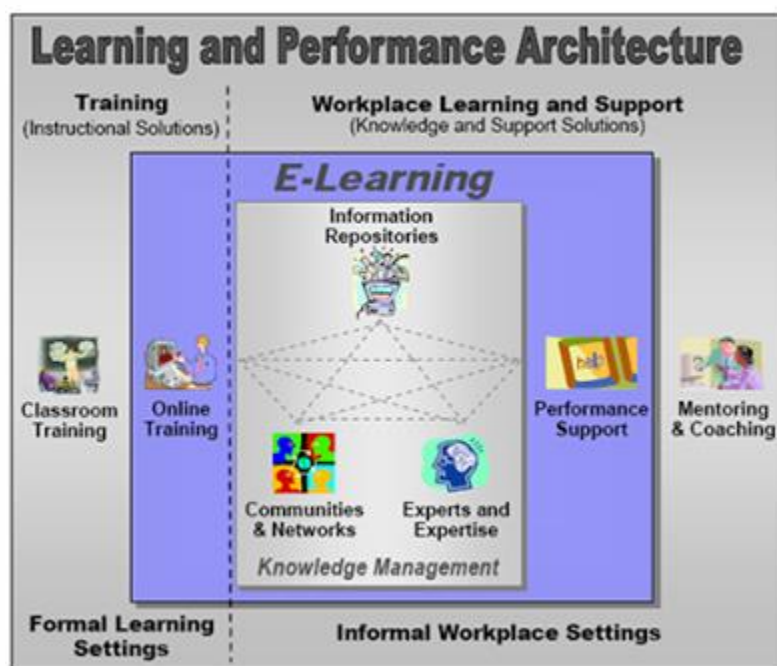 Learning and Performance Architecture
Training
(Instructional Solutions)
Workplace Learning and Support
(Knowledge and Support Solutions)
E-Learning
Information
Repositories
Classroom
Training
Online
Training
Performance
Support
Mentoring
& Coaching
help
Communities
& Networks
Experts and
Expertise
Knowledge Management
Formal Learning
Settings
Informal Workplace Settings